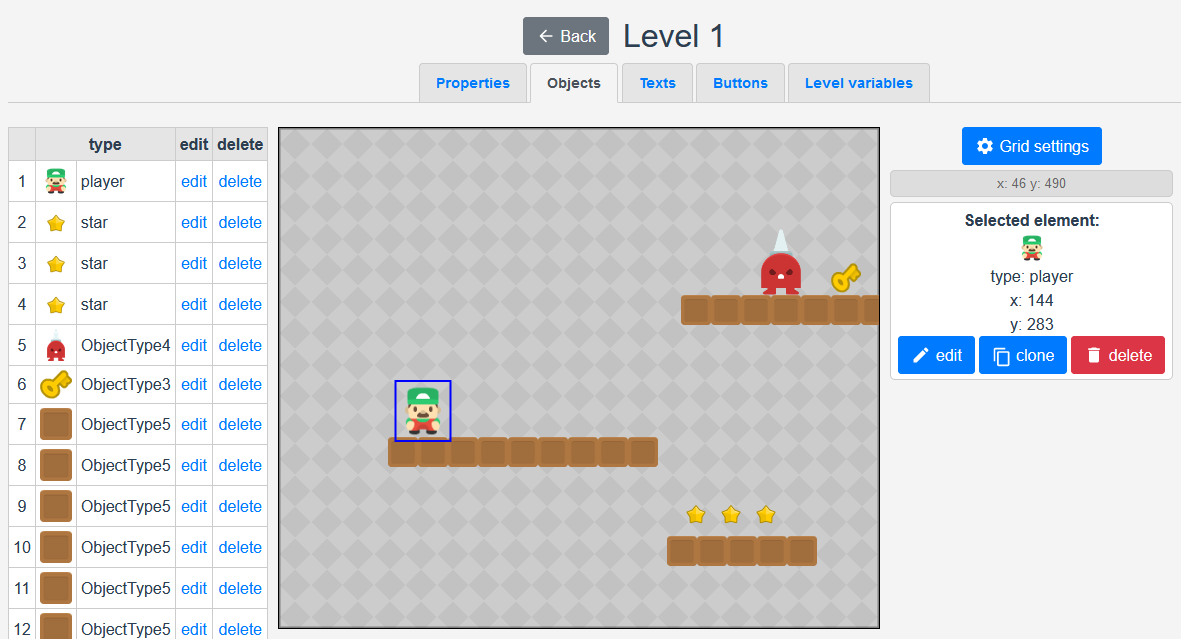 Back Level 1
Properties Objects Texts Buttons Level variables
type edit delete
1 player edit delete
2 star edit delete
3 star edit delete
4 star edit delete
5 ObjectType4 edit delete
6 ObjectType3 edit delete
7 ObjectType5 edit delete
8 ObjectType5 edit delete
9 ObjectType5 edit delete
10 ObjectType5 edit delete
11 ObjectType5 edit delete
12 ObjectType5 edit delete
Grid settings
x: 46 y: 490
Selected element:
type: player
x: 144
y: 283
edit clone delete